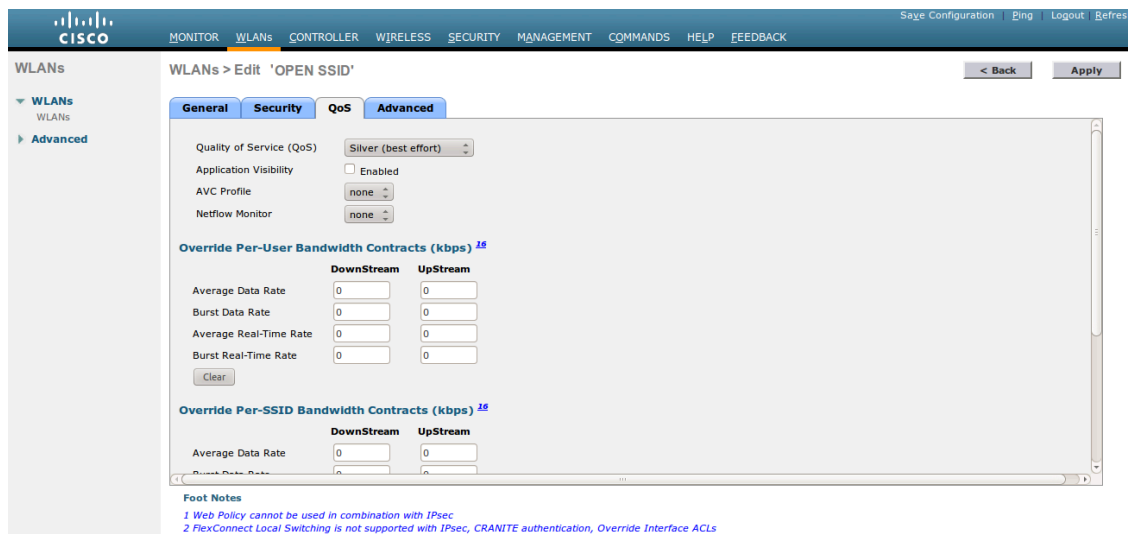 Save Configuration | Ping | Logout | Refres
CISCO MONITOR WLANs CONTROLLER WIRELESS SECURITY MANAGEMENT COMMANDS HELP FEEDBACK
WLANs
WLANs > Edit 'OPEN SSID'
< Back Apply
WLANs
WLANs
Advanced
General Security QoS Advanced
Quality of Service (QoS) Silver (best effort)
Application Visibility Enabled
AVC Profile none
Netflow Monitor none
Override Per-User Bandwidth Contracts (kbps) 16
DownStream UpStream
Average Data Rate 0 0
Burst Data Rate 0 0
Average Real-Time Rate 0 0
Burst Real-Time Rate 0 0
Clear
Override Per-SSID Bandwidth Contracts (kbps) 16
DownStream UpStream
Average Data Rate 0 0
Burst Data Rate 0 0
Foot Notes
1 Web Policy cannot be used in combination with IPsec
2 FlexConnect Local Switching is not supported with IPsec, CRANITE authentication, Override Interface ACLs